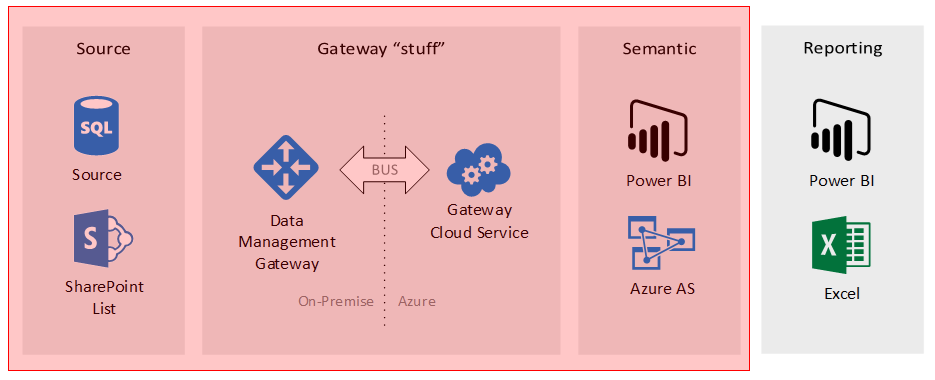 Source
Gateway “stuff”
Semantic
Reporting
SQL
Source
S
SharePoint
List
Data
Management
Gateway
BUS
Gateway
Cloud Service
On-Premise
Azure
Power BI
Azure AS
Power BI
X
Excel